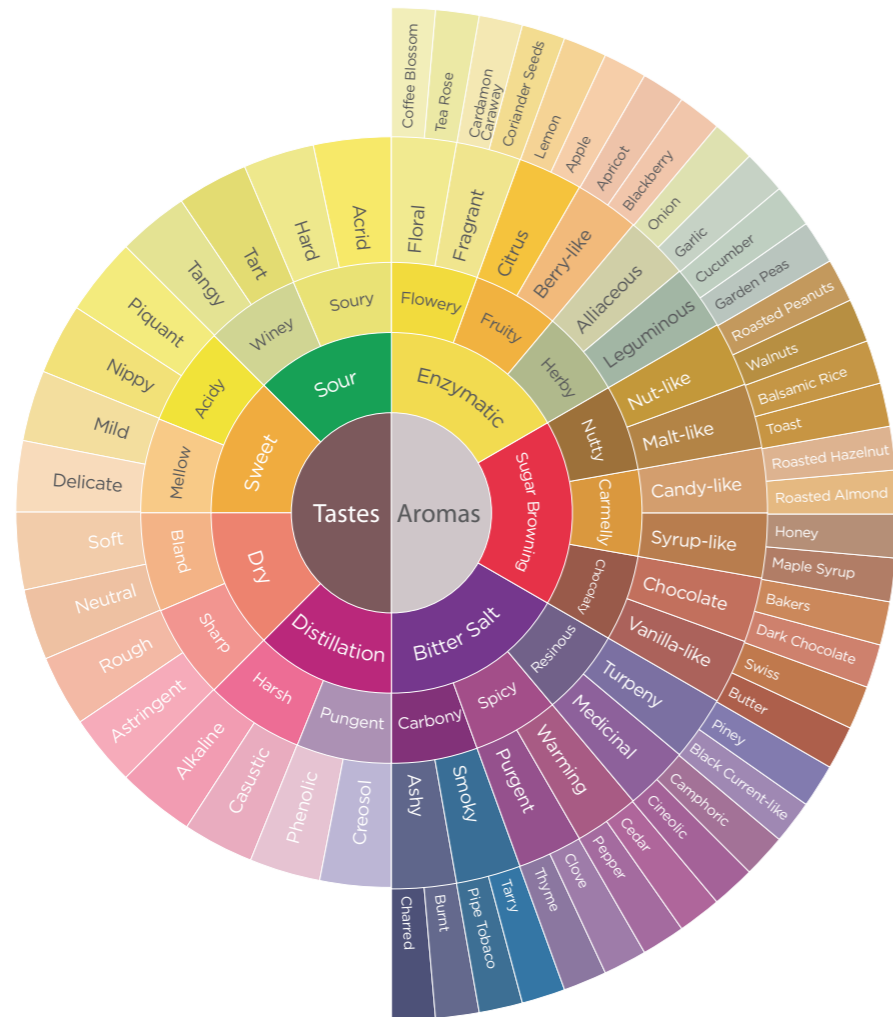 Tastes
Aromas
Sour
Sweet
Dry
Distillation
Enzymatic
Sugar Browning
Bitter Salt
Soury
Winey
Acidy
Mellow
Bland
Sharp
Harsh
Pungent
Acrid
Hard
Tart
Tangy
Piquant
Nippy
Mild
Delicate
Soft
Neutral
Rough
Astringent
Alkaline
Casustic
Phenolic
Creosol
Flowery
Fruity
Herby
Nutty
Carmelly
Chocolaty
Resinous
Spicy
Carbony
Floral
Fragrant
Citrus
Berry-like
Alliaceous
Leguminous
Nut-like
Malt-like
Candy-like
Syrup-like
Chocolate
Vanilla-like
Turpeny
Medicinal
Warming
Purgent
Smoky
Ashy
Coffee Blossom
Tea Rose
Cardamon
Caraway
Coriander Seeds
Lemon
Apple
Apricot
Blackberry
Onion
Garlic
Cucumber
Garden Peas
Roasted Peanuts
Walnuts
Balsamic Rice
Toast
Roasted Hazelnut
Roasted Almond
Honey
Maple Syrup
Bakers
Dark Chocolate
Swiss
Butter
Piney
Black Current-like
Camphoric
Cineolic
Cedar
Pepper
Clove
Thyme
Tarry
Pipe Tobaco
Burnt
Charred